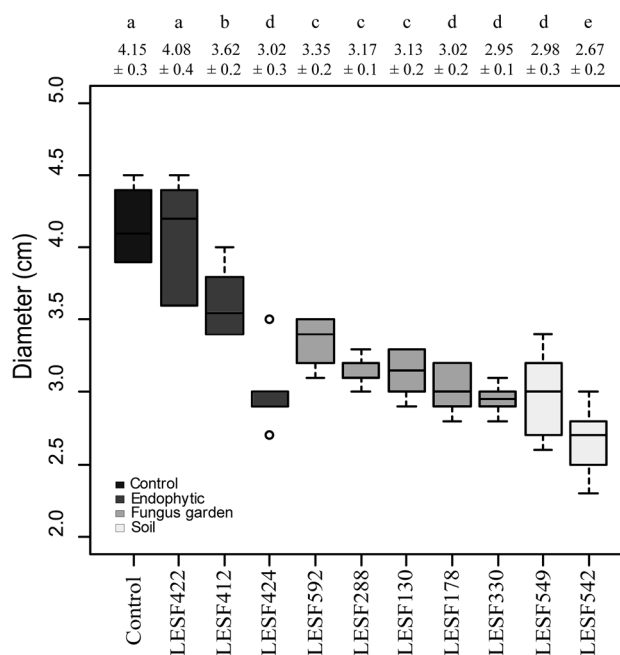 a a b d c c c d d d e
4.15 4.08 3.62 3.02 3.35 3.17 3.13 3.02 2.95 2.98 2.67
± 0.3 ± 0.4 ± 0.2 ± 0.3 ± 0.2 ± 0.1 ± 0.2 ± 0.2 ± 0.1 ± 0.3 ± 0.2
Diameter (cm)
5.0
4.5
4.0
3.5
3.0
2.5
2.0
Control
Endophytic
Fungus garden
Soil
Control
LESF422
LESF412
LESF424
LESF592
LESF288
LESF130
LESF178
LESF330
LESF549
LESF542